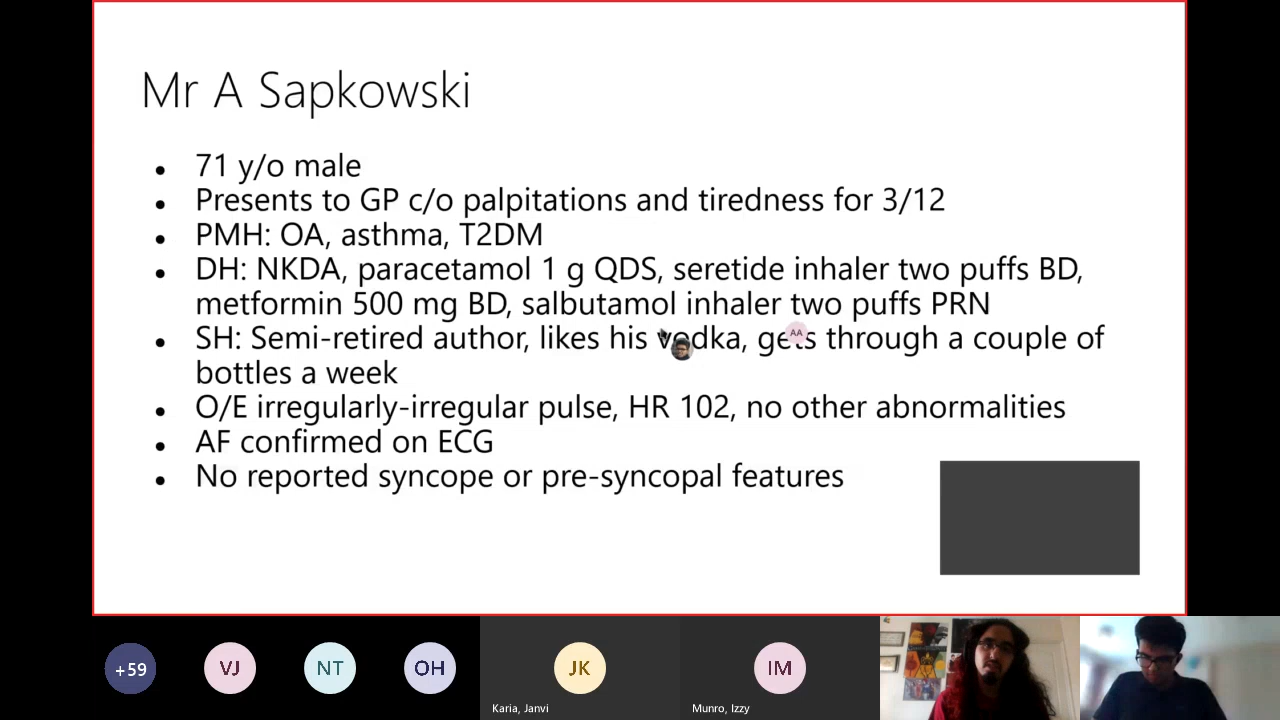 Mr A Sapkowski
• 71 y/o male
• Presents to GP c/o palpitations and tiredness for 3/12
• PMH: OA, asthma, T2DM
• DH: NKDA, paracetamol 1 g QDS, seretide inhaler two puffs BD,
metformin 500 mg BD, salbutamol inhaler two puffs PRN
• SH: Semi-retired author, likes his vodka, gets through a couple of
bottles a week
• O/E irregularly-irregular pulse, HR 102, no other abnormalities
• AF confirmed on ECG
• No reported syncope or pre-syncopal features
AA
+59 VJ NT OH JK IM
Karia, Janvi Munro, Izzy